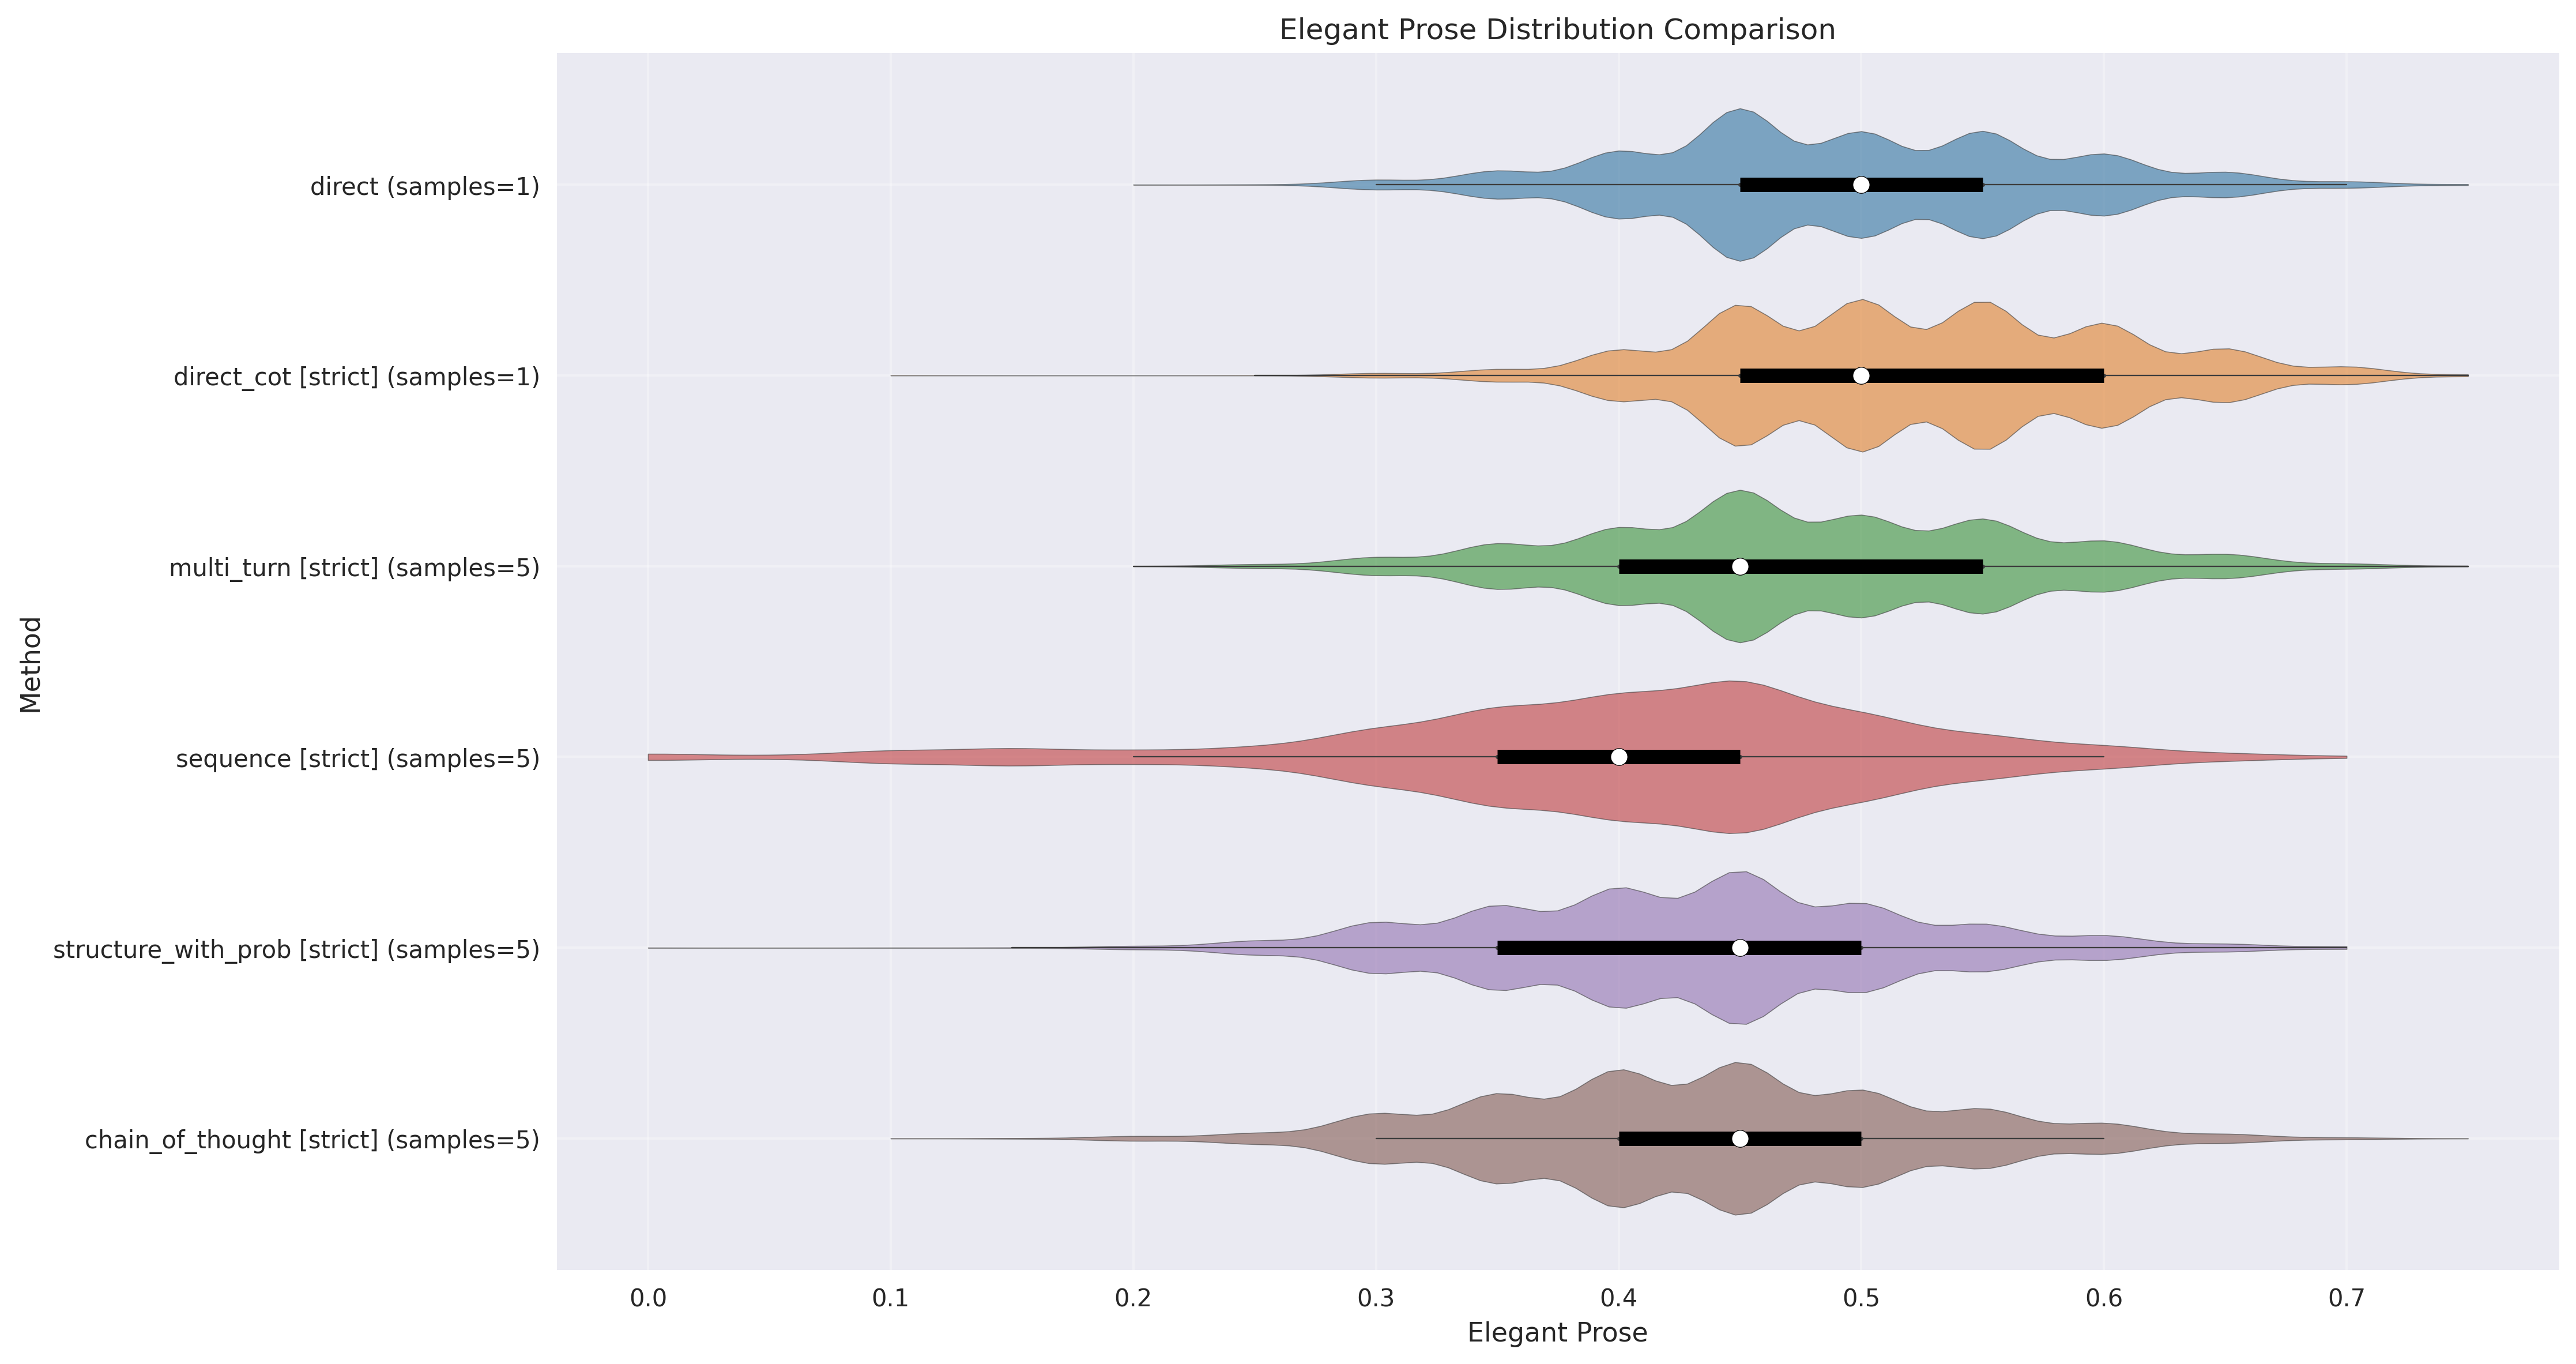 Elegant Prose Distribution Comparison
Method
direct (samples=1)
direct_cot [strict] (samples=1)
multi_turn [strict] (samples=5)
sequence [strict] (samples=5)
structure_with_prob [strict] (samples=5)
chain_of_thought [strict] (samples=5)
0.0 0.1 0.2 0.3 0.4 0.5 0.6 0.7
Elegant Prose